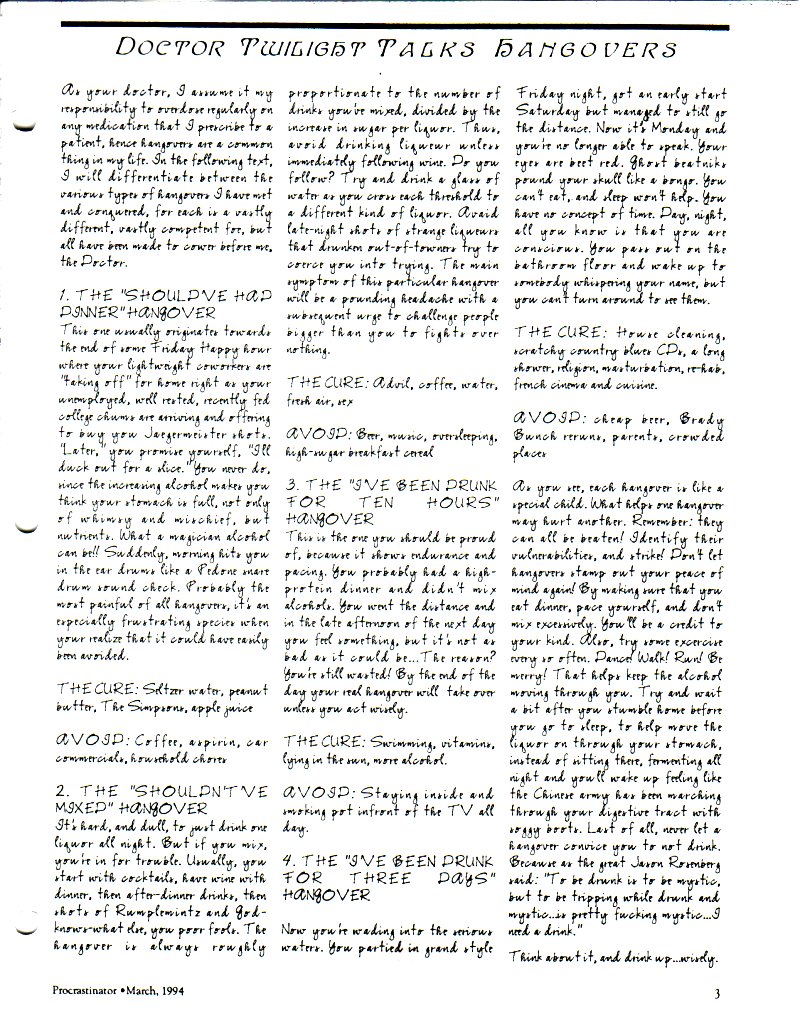 DOCTOR TWILIGHT TALKS HANGOVERS
As your doctor, I assume it my
responsibility to overdose regularly on
any medication that I prescribe to a
patient, hence hangovers are a common
thing in my life. In the following text,
I will differentiate between the
various types of hangovers I have met
and conquered, for each is a vastly
different, vastly competent foe, but
all have been made to cower before me,
the Doctor.
1. THE "SHOULD'VE HAD
DINNER" HANGOVER
This one usually originates towards
the end of some Friday Happy hour
where your lightweight coworkers are
"taking off" for home right as your
unemployed, well rested, recently fed
college chums are arriving and offering
to buy you Jaegermeister shots.
"Later," you promise yourself, "I'll
duck out for a slice." You never do,
since the increasing alcohol makes you
think your stomach is full, not only
of whimsy and mischief, but
nutrients. What a magician alcohol
can be!! Suddenly, morning hits you
in the ear drums like a Pedone snare
drum sound check. Probably the
most painful of all hangovers, it's an
especially frustrating species when
your realize that it could have easily
been avoided.
THE CURE: Seltzer water, peanut
butter, The Simpsons, apple juice
AVOID: Coffee, aspirin, car
commercials, household chores
2. THE "SHOULDN'T'VE
MIXED" HANGOVER
It's hard, and dull, to just drink one
liquor all night. But if you mix,
you're in for trouble. Usually, you
start with cocktails, have wine with
dinner, then after-dinner drinks, then
shots of Rumplemintz and God-
knows-what else, you poor fools. The
hangover is always roughly
proportionate to the number of
drinks you've mixed, divided by the
increase in sugar per liquor. Thus,
avoid drinking liqueur unless
immediately following wine. Do you
follow? Try and drink a glass of
water as you cross each threshold to
a different kind of liquor. Avoid
late-night shots of strange liqueurs
that drunken out-of-towners try to
coerce you into trying. The main
symptom of this particular hangover
will be a pounding headache with a
subsequent urge to challenge people
bigger than you to fights over
nothing.
THE CURE: Advil, coffee, water,
fresh air, sex
AVOID: Beer, music, oversleeping,
high-sugar breakfast cereal
3. THE "I'VE BEEN DRUNK
FOR TEN HOURS"
HANGOVER
This is the one you should be proud
of, because it shows endurance and
pacing. You probably had a high-
protein dinner and didn't mix
alcohols. You went the distance and
in the late afternoon of the next day
you feel something, but it's not as
bad as it could be...The reason?
You're still wasted! By the end of the
day your real hangover will take over
unless you act wisely.
THE CURE: Swimming, vitamins,
lying in the sun, more alcohol.
AVOID: Staying inside and
smoking pot infront of the TV all
day.
4. THE "I'VE BEEN DRUNK
FOR THREE DAYS"
HANGOVER
Now you're wading into the serious
waters. You partied in grand style
Friday night, got an early start
Saturday but managed to still go
the distance. Now it's Monday and
you're no longer able to speak. Your
eyes are beet red. Ghost beatniks
pound your skull like a bongo. You
can't eat, and sleep won't help. You
have no concept of time. Day, night,
all you know is that you are
conscious. You pass out on the
bathroom floor and wake up to
somebody whispering your name, but
you can't turn around to see them.
THE CURE: House cleaning,
scratchy country blues CDs, a long
shower, religion, masturbation, re-hab,
french cinema and cuisine.
AVOID: cheap beer, Brady
Bunch reruns, parents, crowded
places
As you see, each hangover is like a
special child. What helps one hangover
may hurt another. Remember: they
can all be beaten! Identify their
vulnerabilities, and strike! Don't let
hangovers stamp out your peace of
mind again! By making sure that you
eat dinner, pace yourself, and don't
mix excessively. You'll be a credit to
your kind. Also, try some excercise
every so often. Dance! Walk! Run! Be
merry! That helps keep the alcohol
moving through you. Try and wait
a bit after you stumble home before
you go to sleep, to help move the
liquor on through your stomach,
instead of sitting there, fermenting all
night and you'll wake up feeling like
the Chinese army has been marching
through your digestive tract with
soggy boots. Last of all, never let a
hangover convice you to not drink.
Because as the great Jason Rosenberg
said: "To be drunk is to be mystic,
but to be tripping while drunk and
mystic...is pretty fucking mystic...I
need a drink."
Think about it, and drink up...wisely.
Procrastinator • March, 1994
3